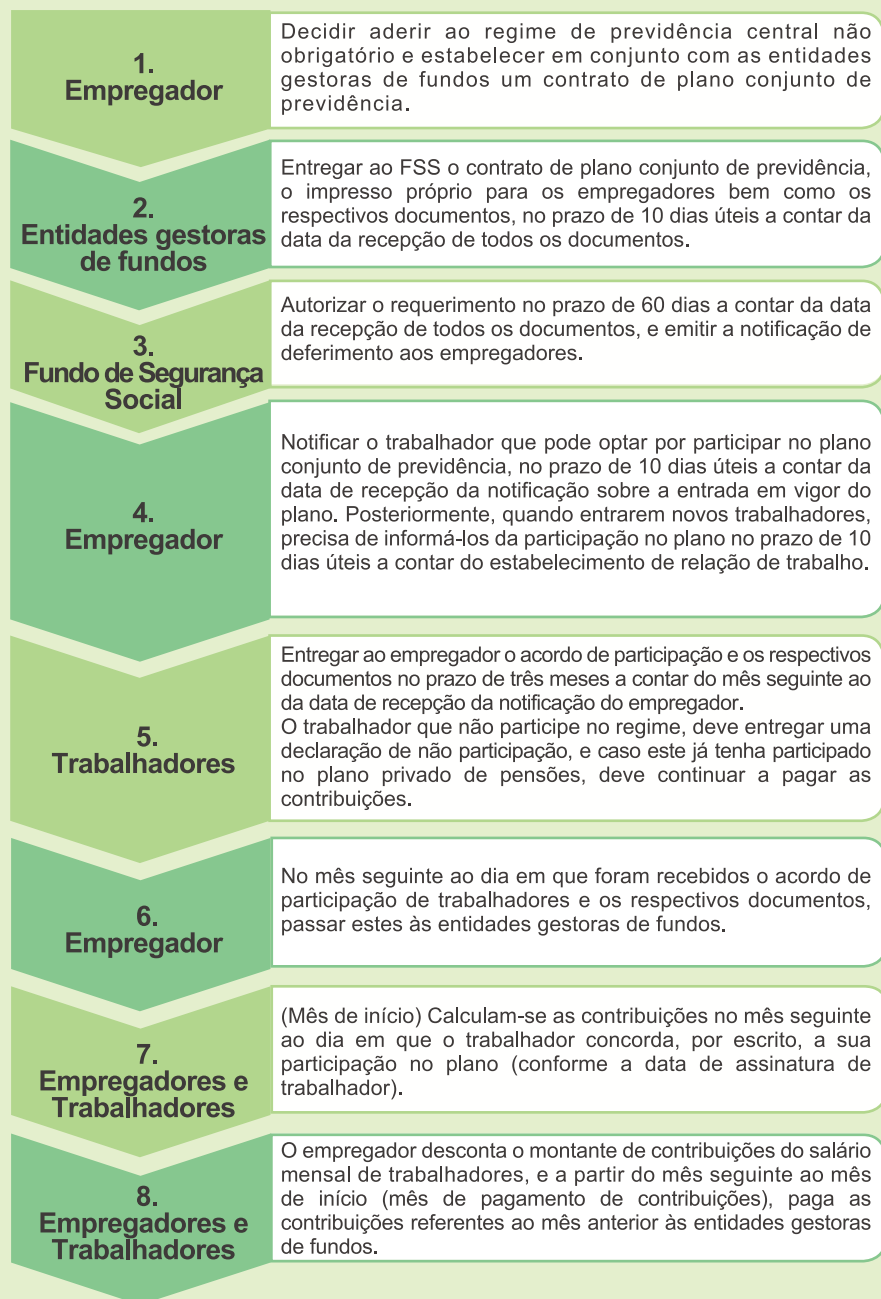 1.
Empregador
Decidir aderir ao regime de previdência central não
obrigatório e estabelecer em conjunto com as entidades
gestoras de fundos um contrato de plano conjunto de
previdência.
2.
Entidades gestoras
de fundos
Entregar ao FSS o contrato de plano conjunto de previdência,
o impresso próprio para os empregadores bem como os
respectivos documentos, no prazo de 10 dias úteis a contar da
data da recepção de todos os documentos.
3.
Fundo de Segurança
Social
Autorizar o requerimento no prazo de 60 dias a contar da data
da recepção de todos os documentos, e emitir a notificação de
deferimento aos empregadores.
4.
Empregador
Notificar o trabalhador que pode optar por participar no plano
conjunto de previdência, no prazo de 10 dias úteis a contar da
data de recepção da notificação sobre a entrada em vigor do
plano. Posteriormente, quando entrarem novos trabalhadores,
precisa de informá-los da participação no plano no prazo de 10
dias úteis a contar do estabelecimento de relação de trabalho.
5.
Trabalhadores
Entregar ao empregador o acordo de participação e os respectivos
documentos no prazo de três meses a contar do mês seguinte ao
da data de recepção da notificação do empregador.
O trabalhador que não participe no regime, deve entregar uma
declaração de não participação, e caso este já tenha participado
no plano privado de pensões, deve continuar a pagar as
contribuições.
6.
Empregador
No mês seguinte ao dia em que foram recebidos o acordo de
participação de trabalhadores e os respectivos documentos,
passar estes às entidades gestoras de fundos.
7.
Empregadores e
Trabalhadores
(Mês de início) Calculam-se as contribuições no mês seguinte
ao dia em que o trabalhador concorda, por escrito, a sua
participação no plano (conforme a data de assinatura de
trabalhador).
8.
Empregadores e
Trabalhadores
O empregador desconta o montante de contribuições do salário
mensal de trabalhadores, e a partir do mês seguinte ao mês
de início (mês de pagamento de contribuições), paga as
contribuições referentes ao mês anterior às entidades gestoras
de fundos.